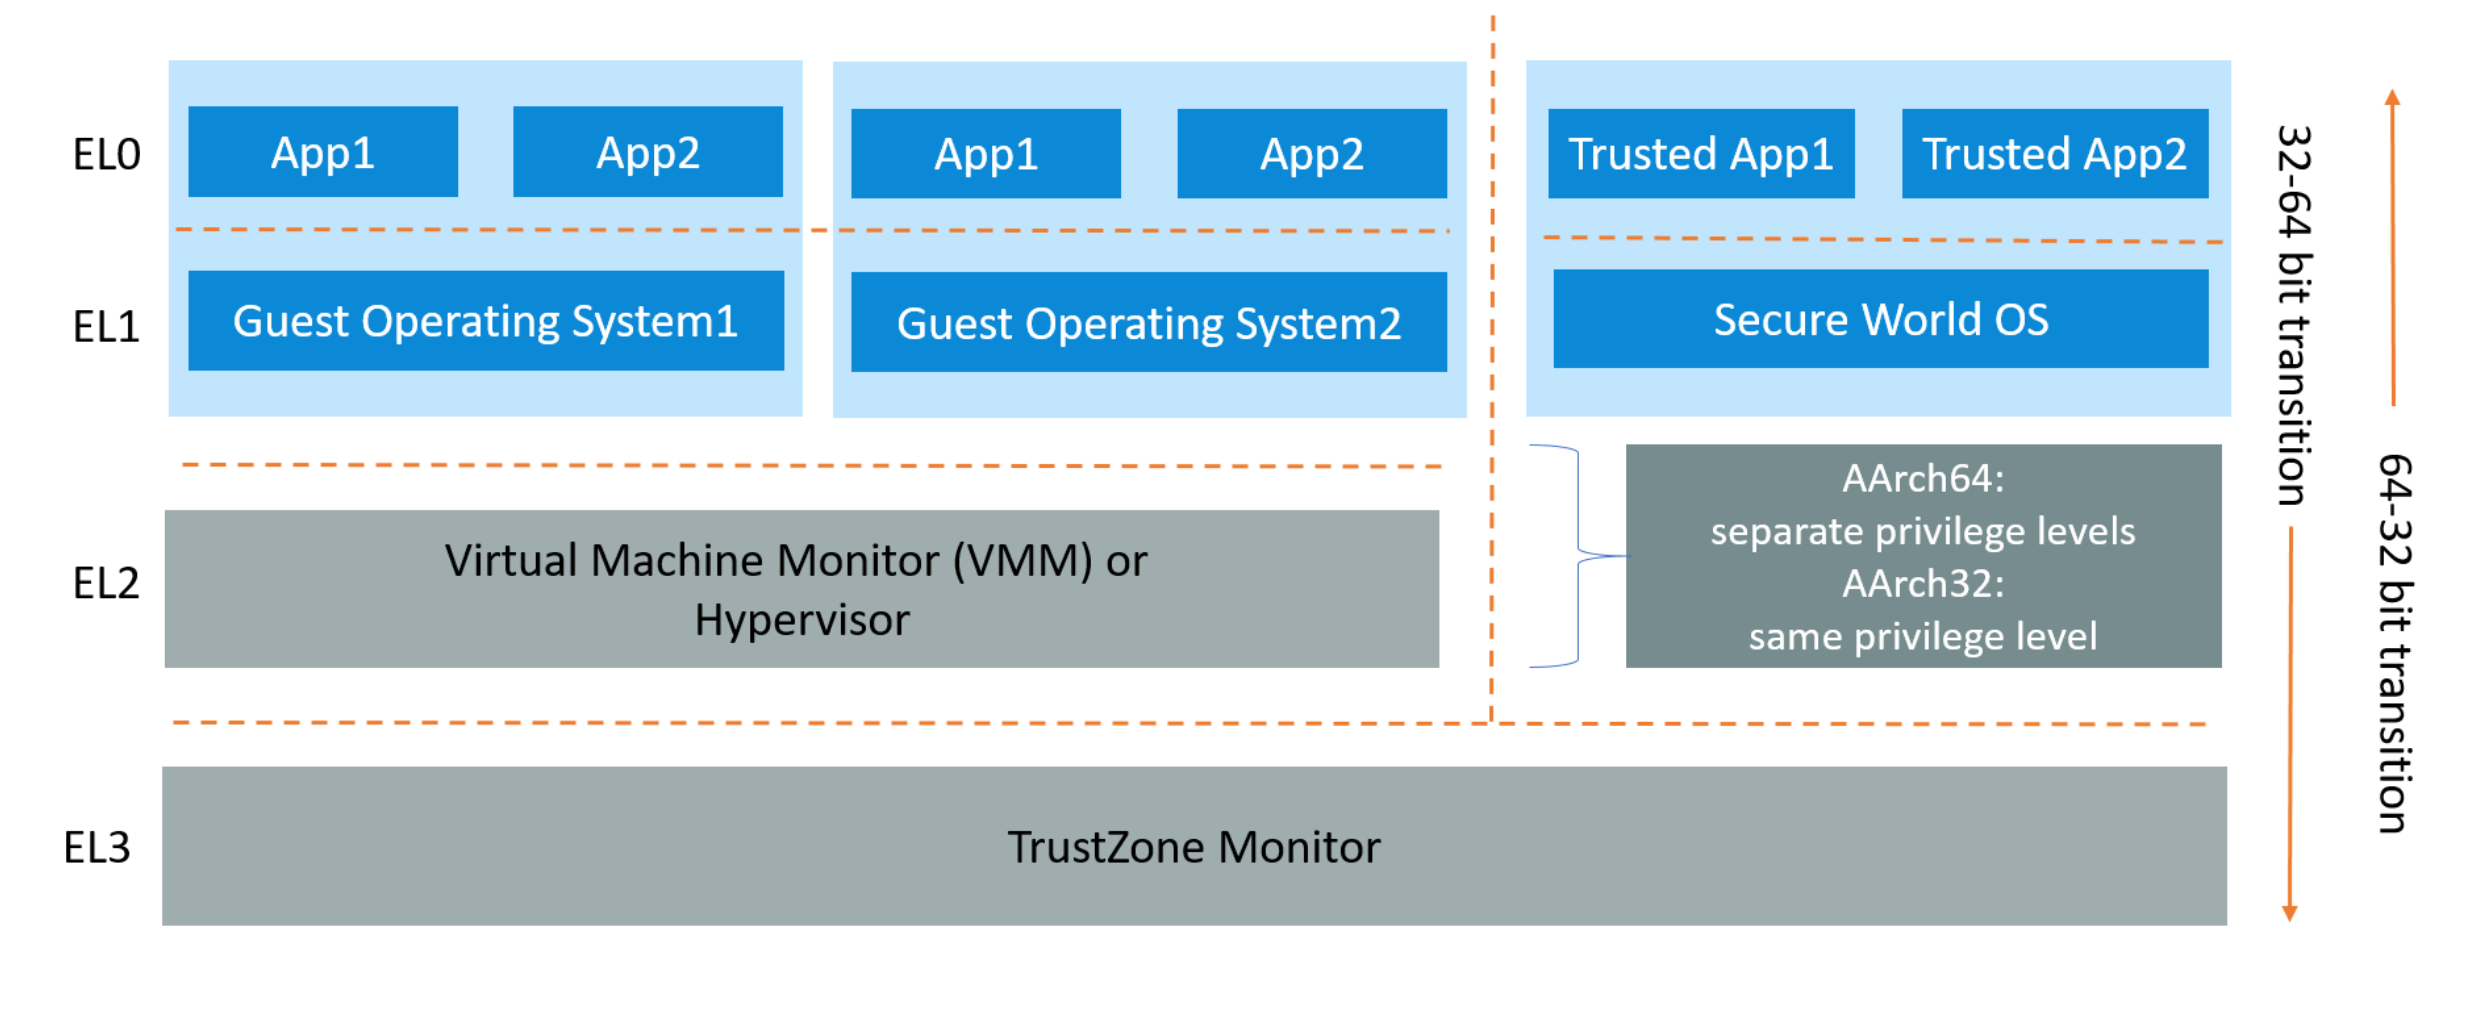 EL0
App1
App2
App1
App2
Trusted App1
Trusted App2
EL1
Guest Operating System1
Guest Operating System2
Secure World OS
EL2
Virtual Machine Monitor (VMM) or
Hypervisor
AArch64:
separate privilege levels
AArch32:
same privilege level
EL3
TrustZone Monitor
32-64 bit transition
64-32 bit transition